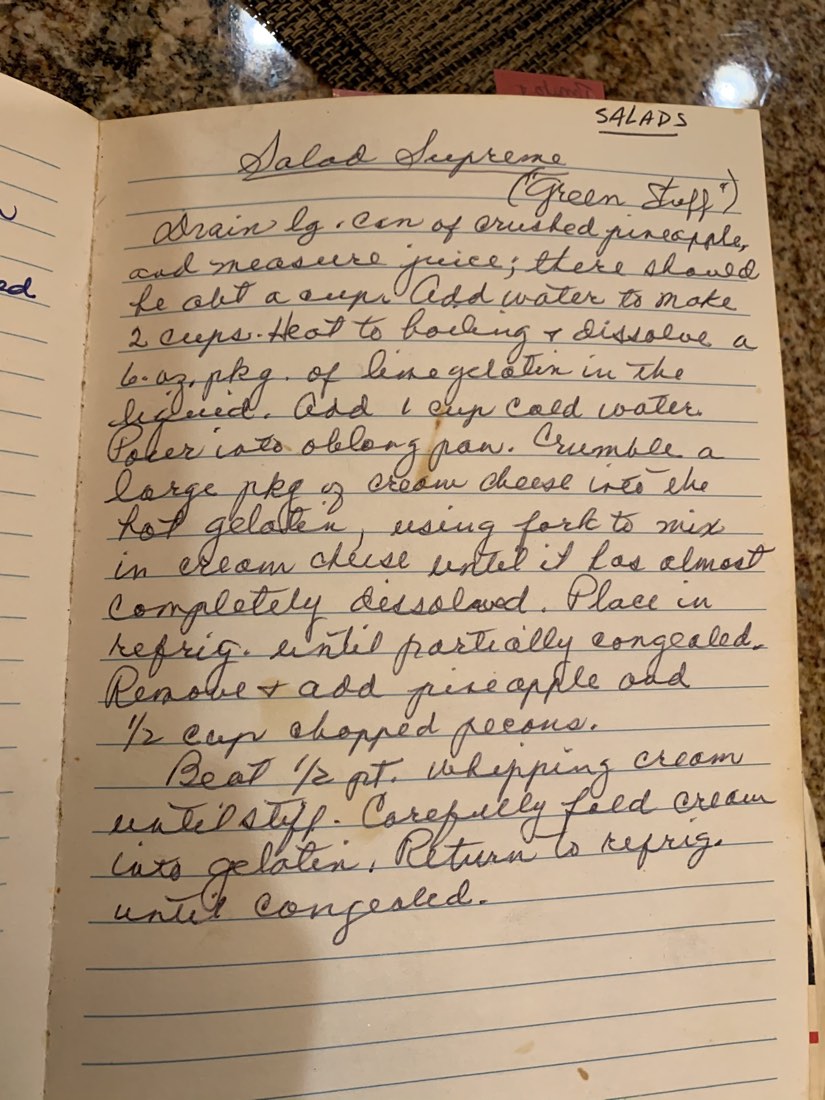 SALADS
Salad Supreme
("Green Stuff")
Drain lg. can of crushed pineapple,
and measure juice; there should
be abt a cup. Add water to make
2 cups. Heat to boiling + dissolve a
6-oz. pkg. of lime gelatin in the
liquid. Add 1 cup cold water.
Pour into oblong pan. Crumble a
large pkg of cream cheese into the
hot gelatin, using fork to mix
in cream cheese until it has almost
completely dissolved. Place in
refrig. until partially congealed.
Remove + add pineapple and
1/2 cup chopped pecans.
Beat 1/2 pt. whipping cream
until stiff. Carefully fold cream
into gelatin. Return to refrig.
until congealed.
ed